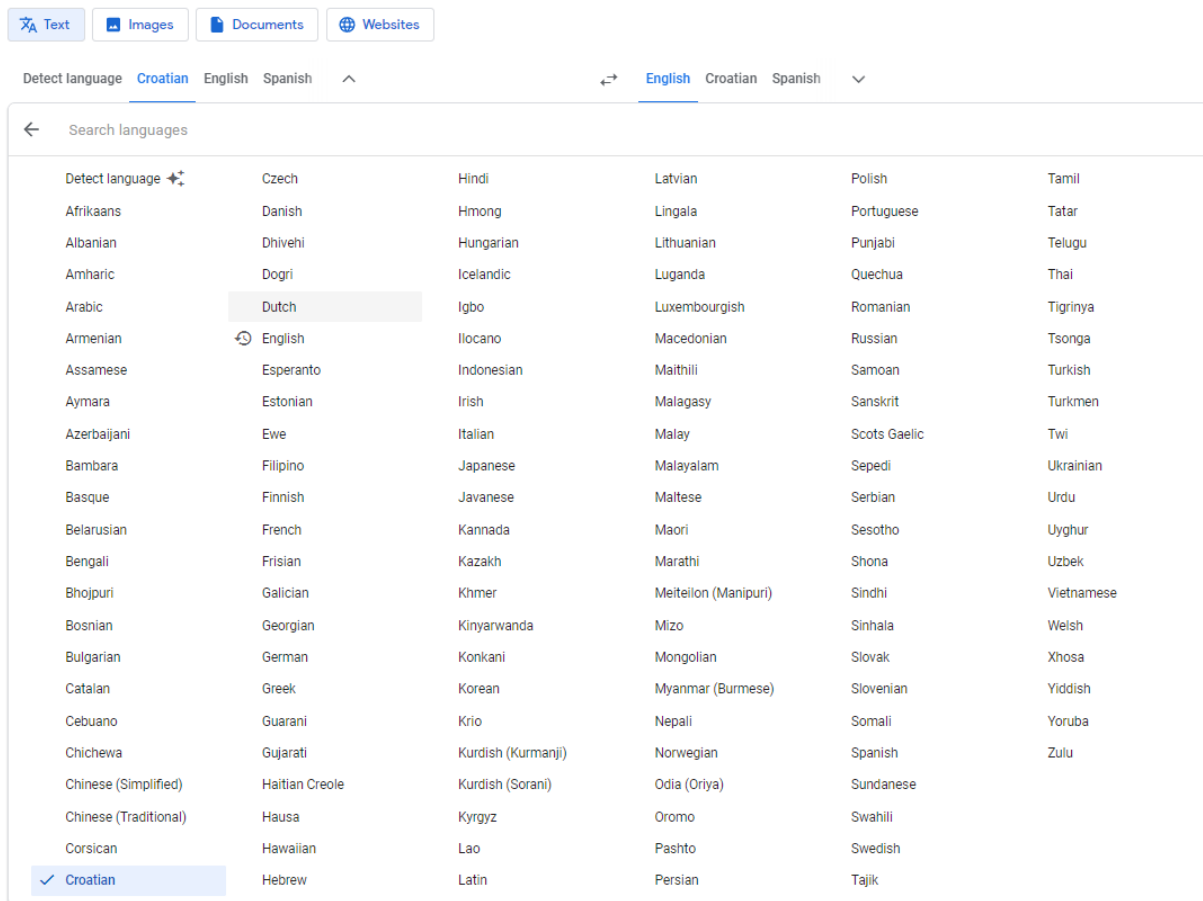 Text Images Documents Websites
Detect language Croatian English Spanish English Croatian Spanish
Search languages
Detect language Czech Hindi Latvian Polish Tamil
Afrikaans Danish Hmong Lingala Portuguese Tatar
Albanian Dhivehi Hungarian Lithuanian Punjabi Telugu
Amharic Dogri Icelandic Luganda Quechua Thai
Arabic Dutch Igbo Luxembourgish Romanian Tigrinya
Armenian English Ilocano Macedonian Russian Tsonga
Assamese Esperanto Indonesian Maithili Samoan Turkish
Aymara Estonian Irish Malagasy Sanskrit Turkmen
Azerbaijani Ewe Italian Malay Scots Gaelic Twi
Bambara Filipino Japanese Malayalam Sepedi Ukrainian
Basque Finnish Javanese Maltese Serbian Urdu
Belarusian French Kannada Maori Sesotho Uyghur
Bengali Frisian Kazakh Marathi Shona Uzbek
Bhojpuri Galician Khmer Meiteilon (Manipuri) Sindhi Vietnamese
Bosnian Georgian Kinyarwanda Mizo Sinhala Welsh
Bulgarian German Konkani Mongolian Slovak Xhosa
Catalan Greek Korean Myanmar (Burmese) Slovenian Yiddish
Cebuano Guarani Krio Nepali Somali Yoruba
Chichewa Gujarati Kurdish (Kurmanji) Norwegian Spanish Zulu
Chinese (Simplified) Haitian Creole Kurdish (Sorani) Odia (Oriya) Sundanese
Chinese (Traditional) Hausa Kyrgyz Oromo Swahili
Corsican Hawaiian Lao Pashto Swedish
Croatian Hebrew Latin Persian Tajik